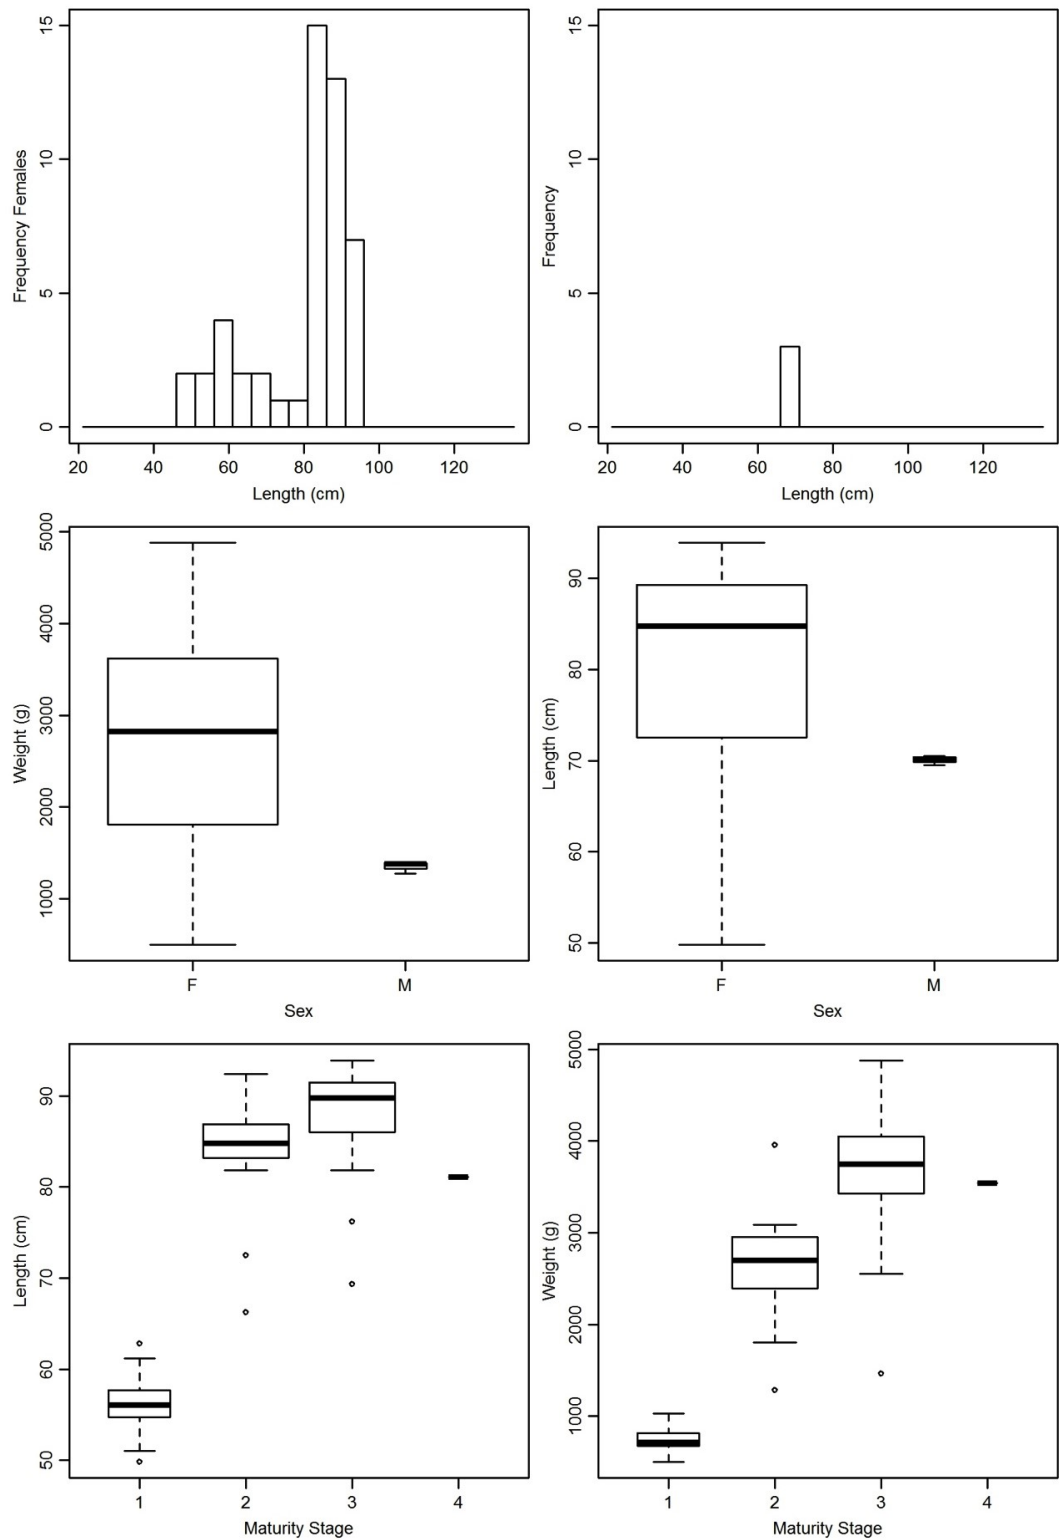 Frequency Females
0 5 10 15
20 40 60 80 100 120
Length (cm)
Frequency
0 5 10 15
20 40 60 80 100 120
Length (cm)
Weight (g)
1000 2000 3000 4000 5000
F M
Sex
Length (cm)
50 60 70 80 90
F M
Sex
Length (cm)
50 60 70 80 90
1 2 3 4
Maturity Stage
Weight (g)
1000 2000 3000 4000 5000
1 2 3 4
Maturity Stage